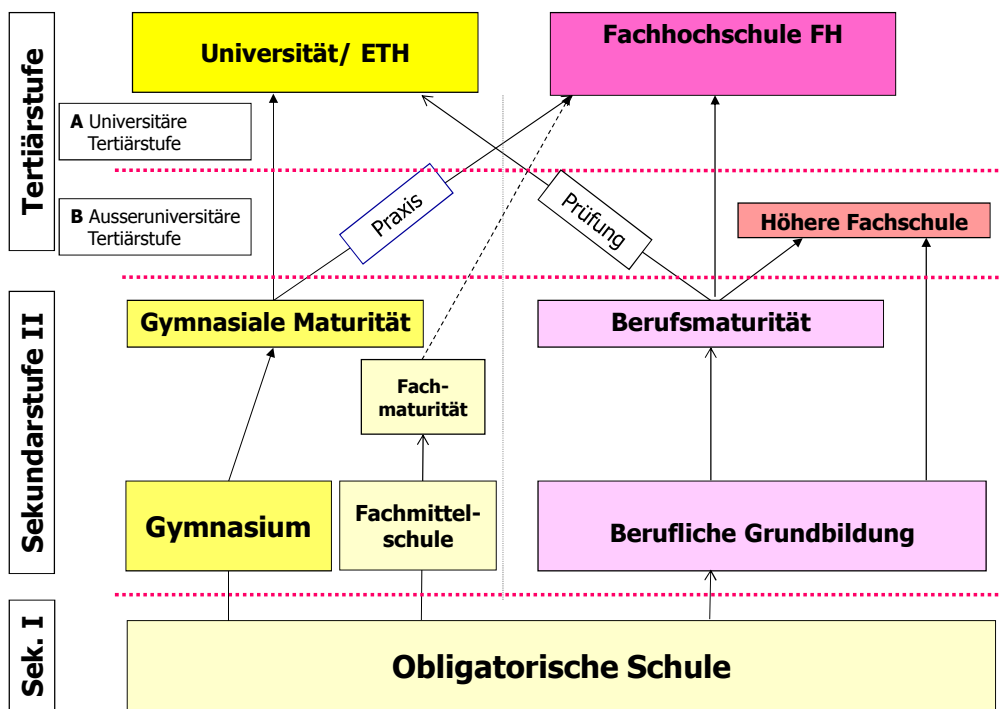 Tertiärstufe
Universität/ ETH
Fachhochschule FH
A Universitäre
Tertiärstufe
B Ausseruniversitäre
Tertiärstufe
Praxis
Prüfung
Höhere Fachschule
Sekundarstufe II
Gymnasiale Maturität
Berufsmaturität
Fach-
maturität
Gymnasium
Fachmittel-
schule
Berufliche Grundbildung
Sek. I
Obligatorische Schule